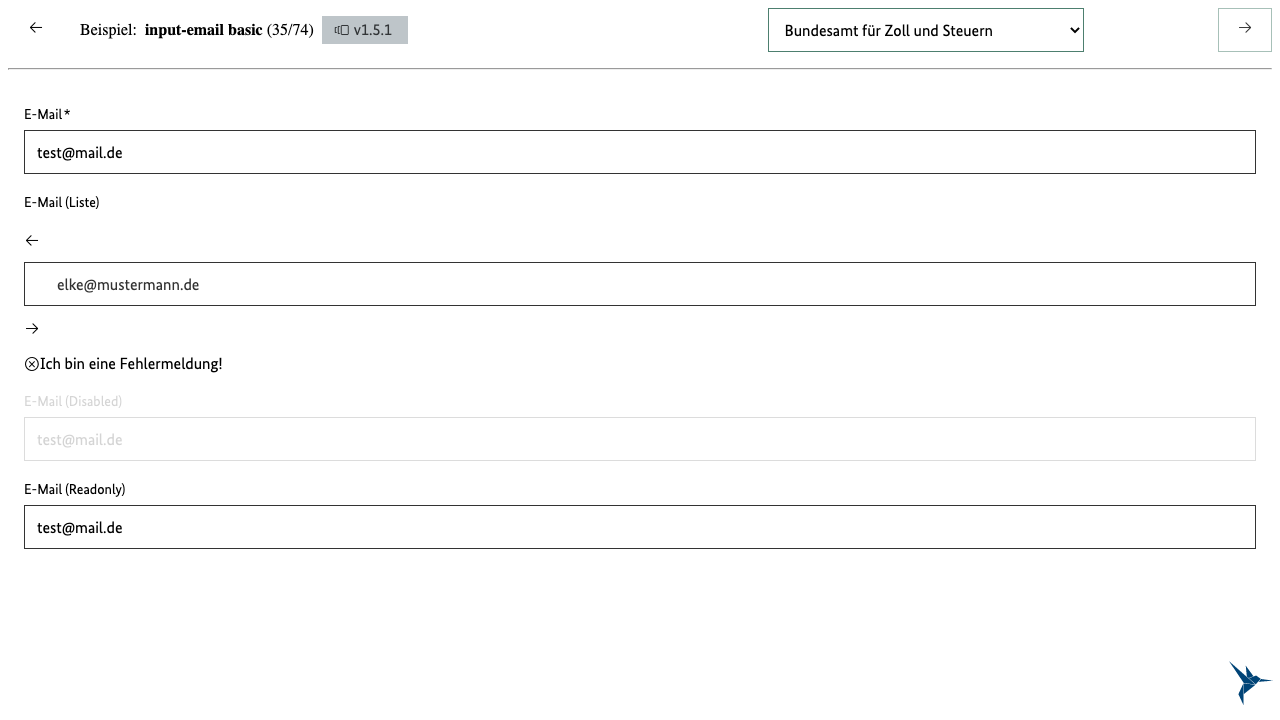 Beispiel: input-email basic (35/74) v1.5.1 Bundesamt für Zoll und Steuern
E-Mail*
test@mail.de
E-Mail (Liste)
elke@mustermann.de
Ich bin eine Fehlermeldung!
E-Mail (Disabled)
test@mail.de
E-Mail (Readonly)
test@mail.de